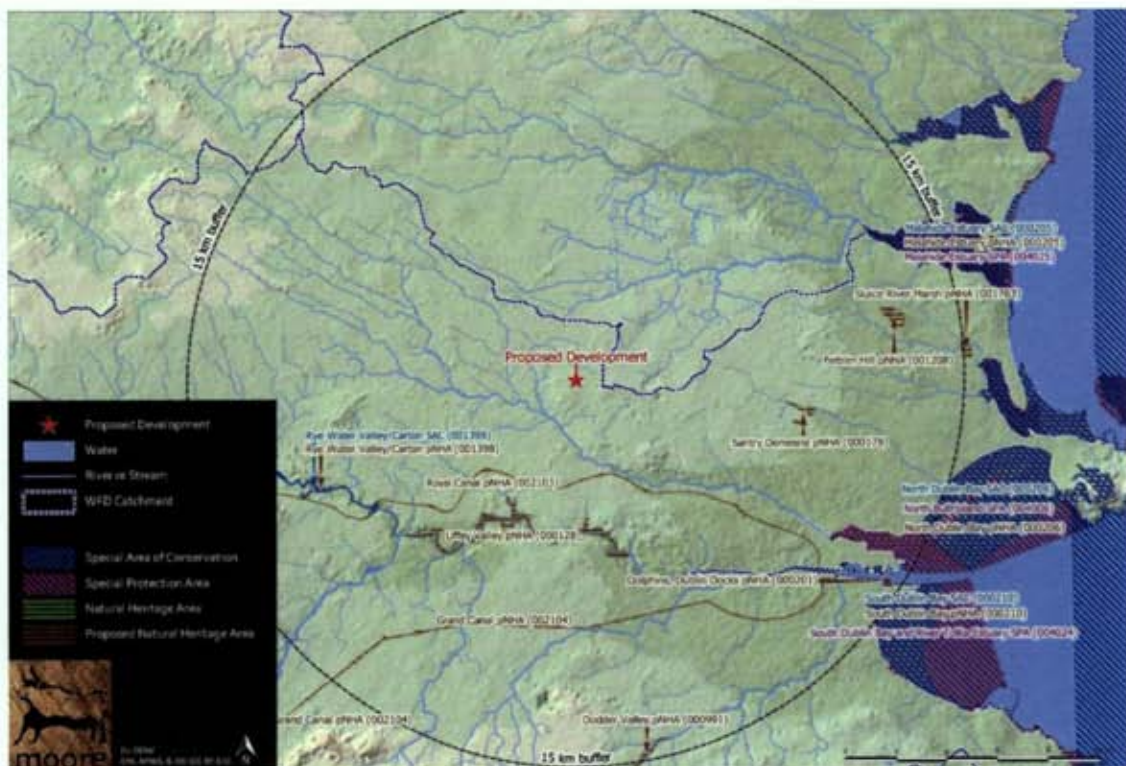 15 km buffer
15 km buffer
Malahide Estuary SAC (000205)
Malahide Estuary pNHA (000205)
Malahide Estuary SPA (004025)
Sluice River Marsh pNHA (001763)
Feltrim Hill pNHA (001208)
Proposed Development
Santry Demesne pNHA (000178)
Rye Water Valley/Carton SAC (001398)
Rye Water Valley/Carton pNHA (001398)
Royal Canal pNHA (002103)
Liffey Valley pNHA (000128)
North Dublin
North Bull Island SPA (004006)
North Dublin Bay pNHA (000206)
Dolphins, Dublin Docks pNHA (000201)
South Dublin Bay SAC (000210)
South Dublin Bay pNHA (000210)
South Dublin Bay and River Tolka Estuary SPA (004024
Grand Canal pNHA (002104)
Grand Canal pNHA (002104)
Dodder Valley pNHA (000991)
15 km buffer
Proposed Development
Water
River or Stream
WFD Catchment
Special Area of Conservation
Special Protection Area
Natural Heritage Area
Proposed Natural Heritage Area
moore
N